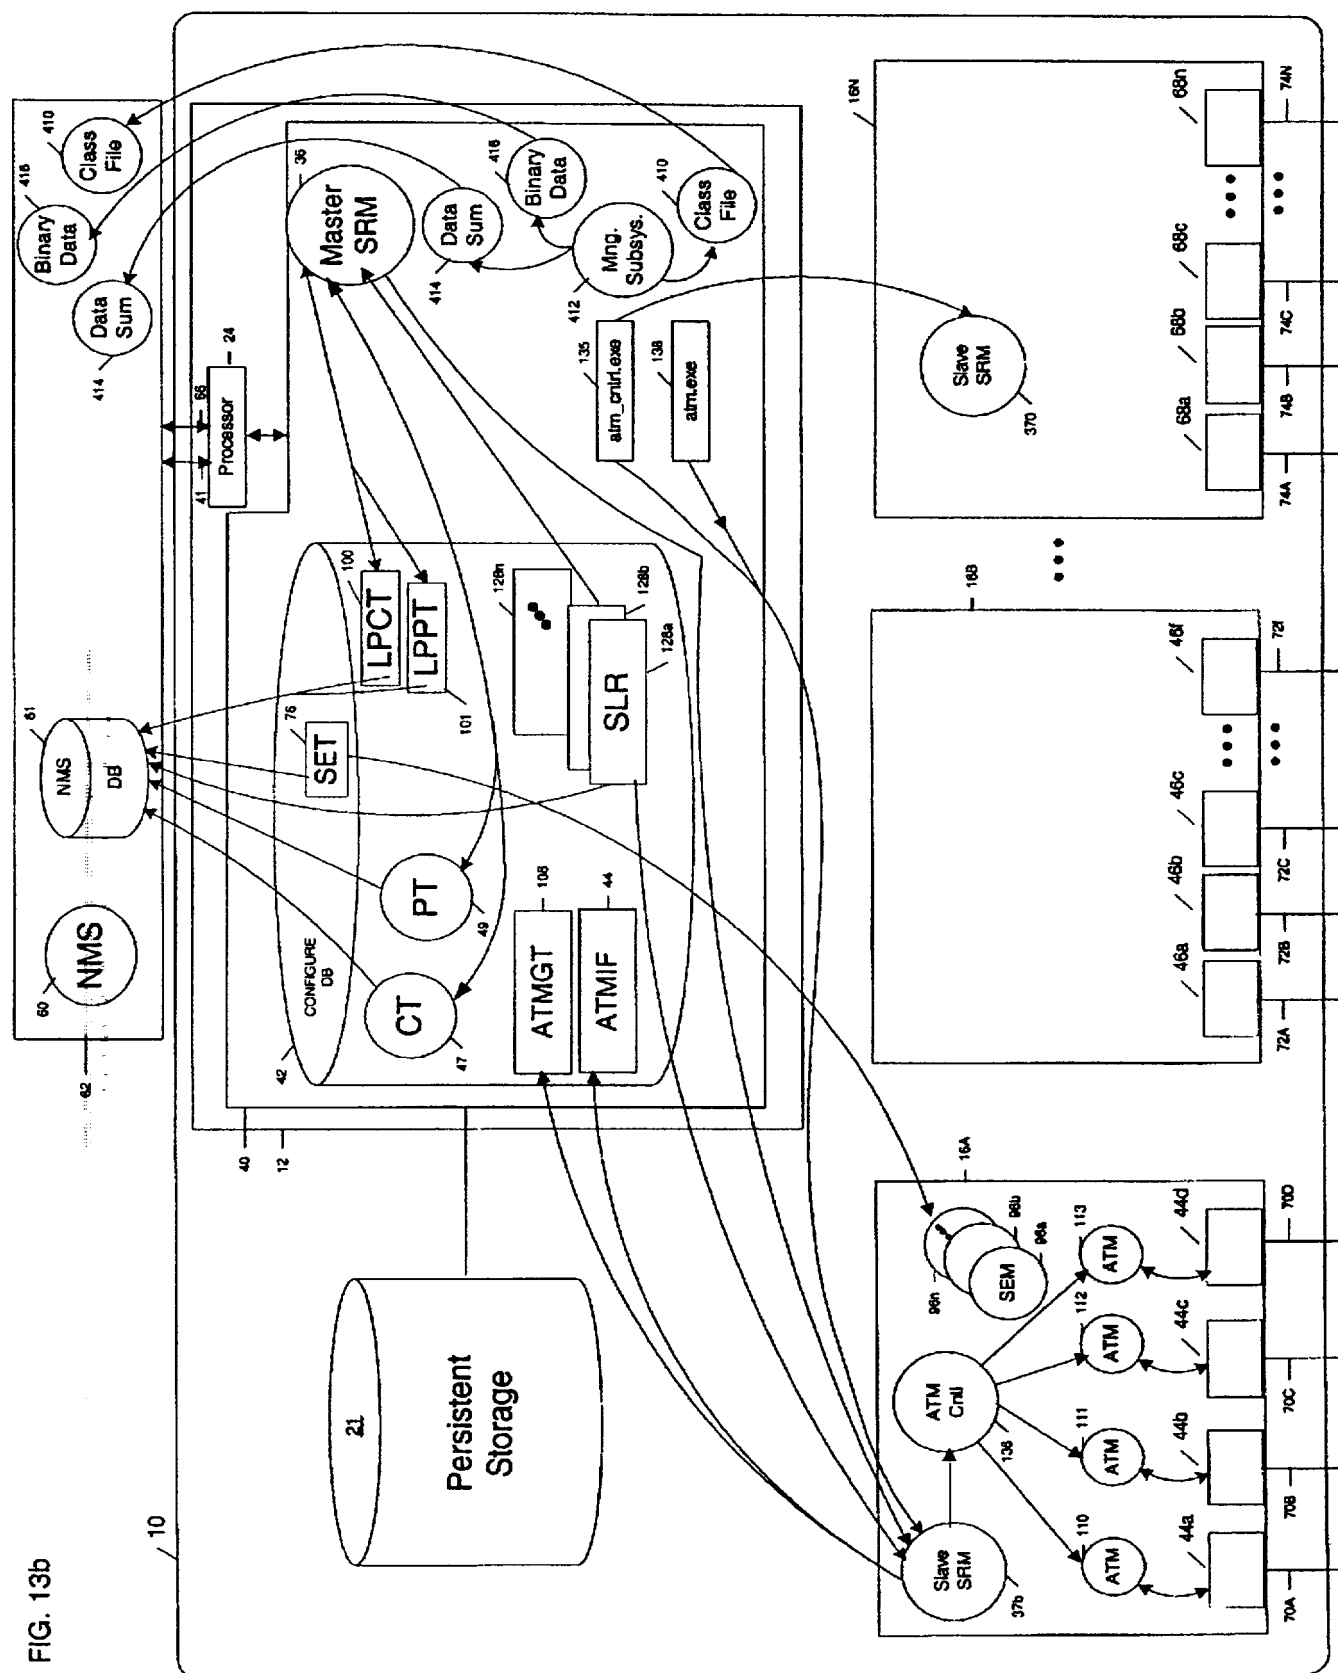 FIG. 13b
10
62
60
NMS
NMS
61
DB
414
Data
Sum
Binary
Data
416
Class
File
410
41
66
Processor
24
21
Persistent
Storage
40
12
42
CONFIGURE
DB
CT
47
PT
49
SET
76
LPCT
100
LPPT
101
Master
SRM
36
ATMGT
108
ATMIF
44
SLR
128a
128b
128n
Data
Sum
414
Binary
Data
416
Mng.
Subsys.
412
Class
File
410
atm_cntrl.exe
135
atm.exe
138
16A
Slave
SRM
37b
ATM
Cntl
136
SEM
96a
96b
96n
ATM
110
ATM
111
ATM
112
ATM
113
44a
44b
44c
44d
70A
70B
70C
70D
16B
46a
46b
46c
46f
72A
72B
72C
72f
16N
Slave
SRM
370
68a
68b
68c
68n
74A
74B
74C
74N